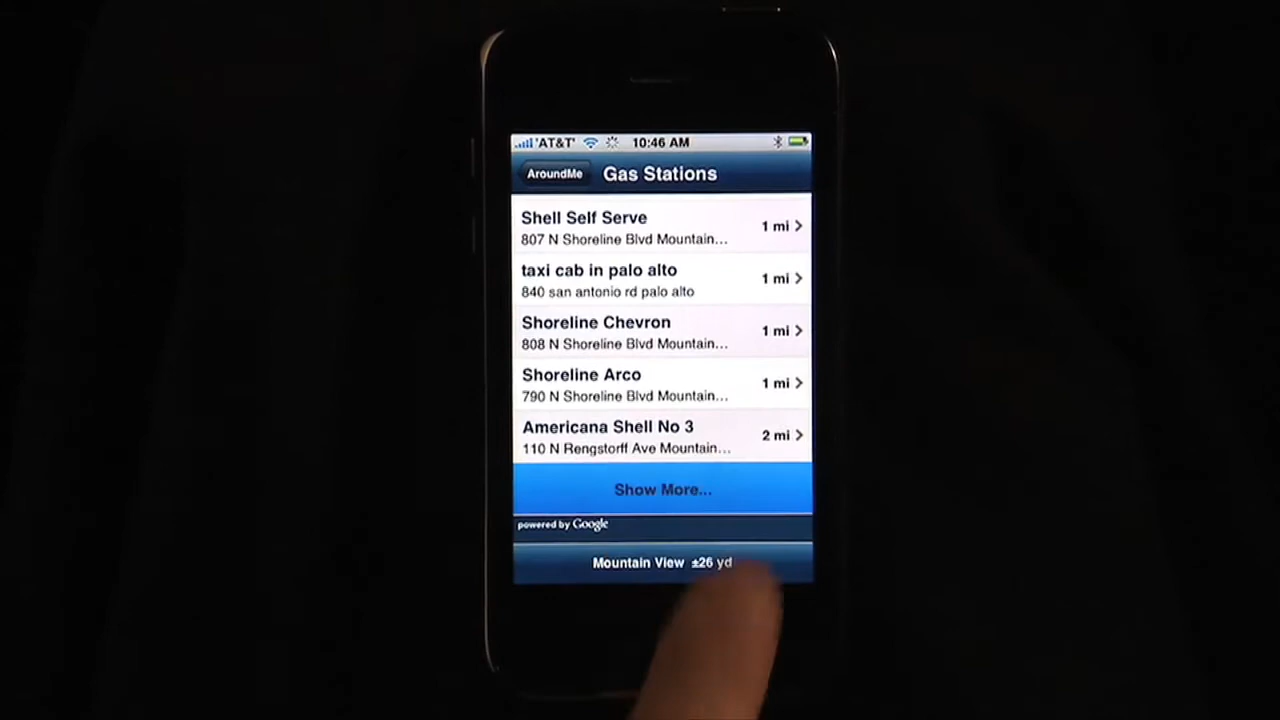 'AT&T' 10:46 AM
AroundMe Gas Stations
Shell Self Serve
807 N Shoreline Blvd Mountain...
1 mi
taxi cab in palo alto
840 san antonio rd palo alto
1 mi
Shoreline Chevron
808 N Shoreline Blvd Mountain...
1 mi
Shoreline Arco
790 N Shoreline Blvd Mountain...
1 mi
Americana Shell No 3
110 N Rengstorff Ave Mountain...
2 mi
Show More...
powered by Google
Mountain View ±26 yd